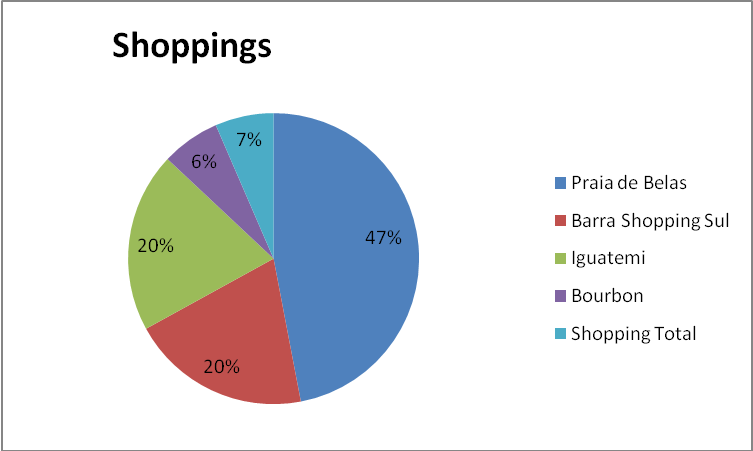 Shoppings
7%
6%
47%
20%
20%
Praia de Belas
Barra Shopping Sul
Iguatemi
Bourbon
Shopping Total